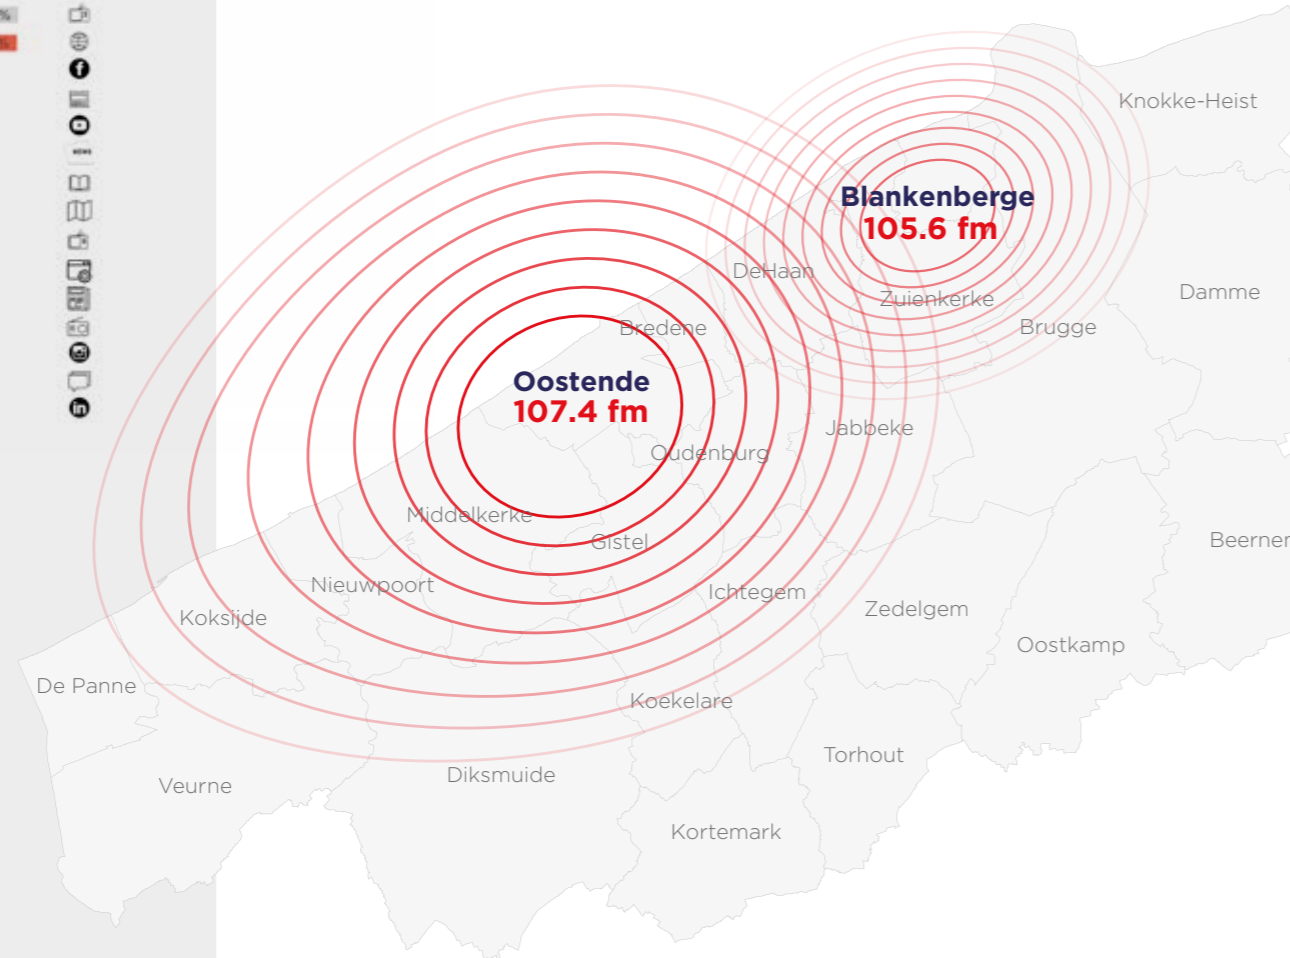 %
%
NEWS
Knokke-Heist
Blankenberge
105.6 fm
DeHaan
Zuienkerke
Damme
Bredene
Brugge
Oostende
107.4 fm
Jabbeke
Oudenburg
Middelkerke
Gistel
Beerner
Nieuwpoort
Ichtegem
Koksijde
Zedelgem
Oostkamp
De Panne
Koekelare
Torhout
Diksmuide
Veurne
Kortemark